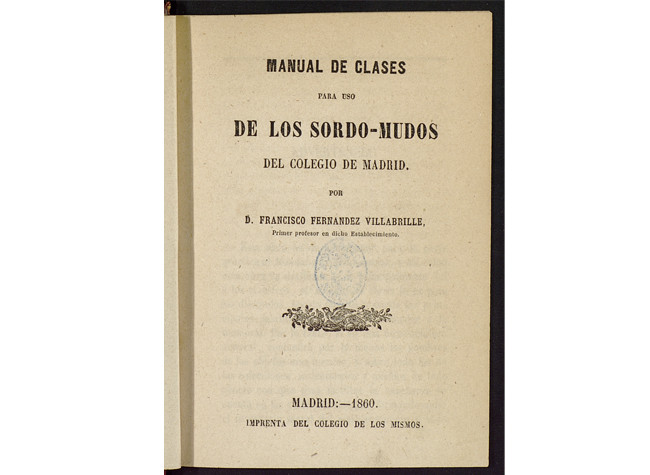 MANUAL DE CLASES
PARA USO
DE LOS SORDO-MUDOS
DEL COLEGIO DE MADRID.
POR
D. FRANCISCO FERNANDEZ VILLABRILLE,
Primer profesor en dicho Establecimiento.
MADRID:—1860.
IMPRENTA DEL COLEGIO DE LOS MISMOS.